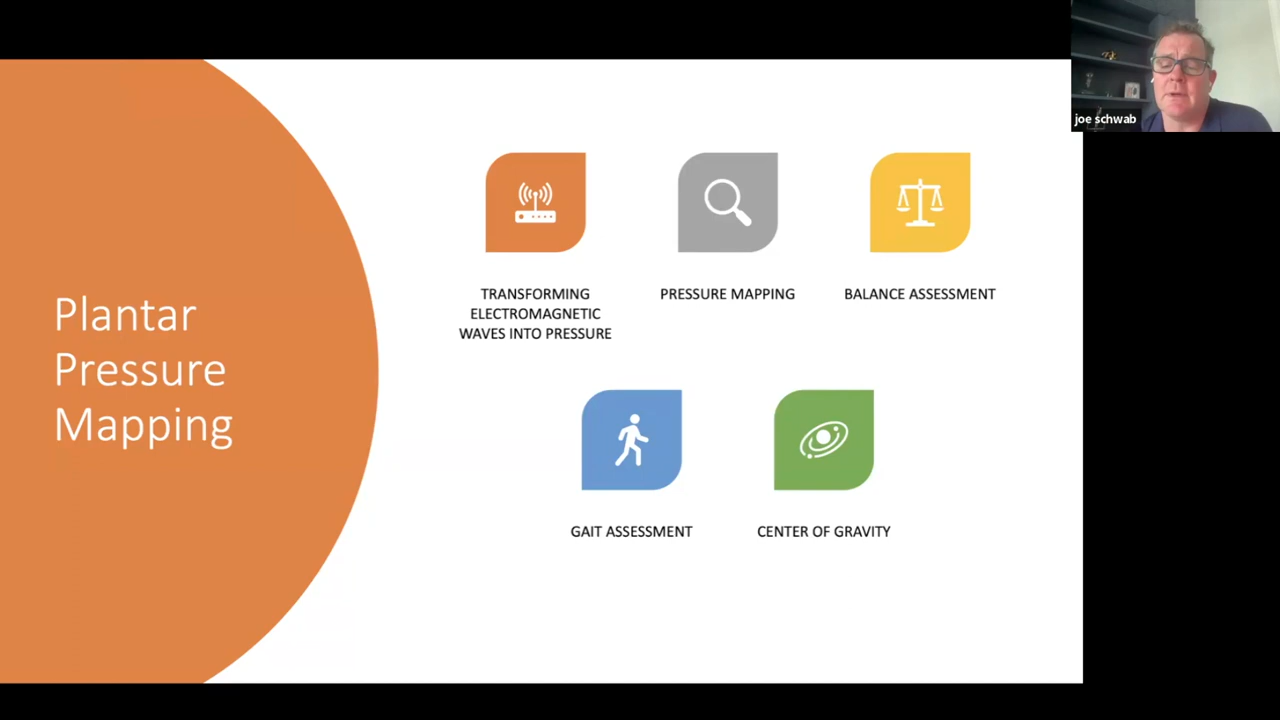 joe schwab
Plantar
Pressure
Mapping
TRANSFORMING
ELECTROMAGNETIC
WAVES INTO PRESSURE
PRESSURE MAPPING
BALANCE ASSESSMENT
GAIT ASSESSMENT
CENTER OF GRAVITY